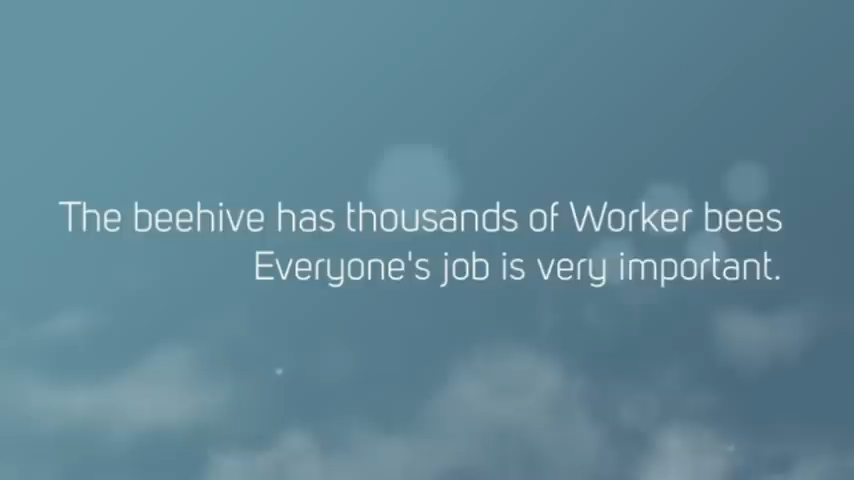 The beehive has thousands of Worker bees
Everyone's job is very important.